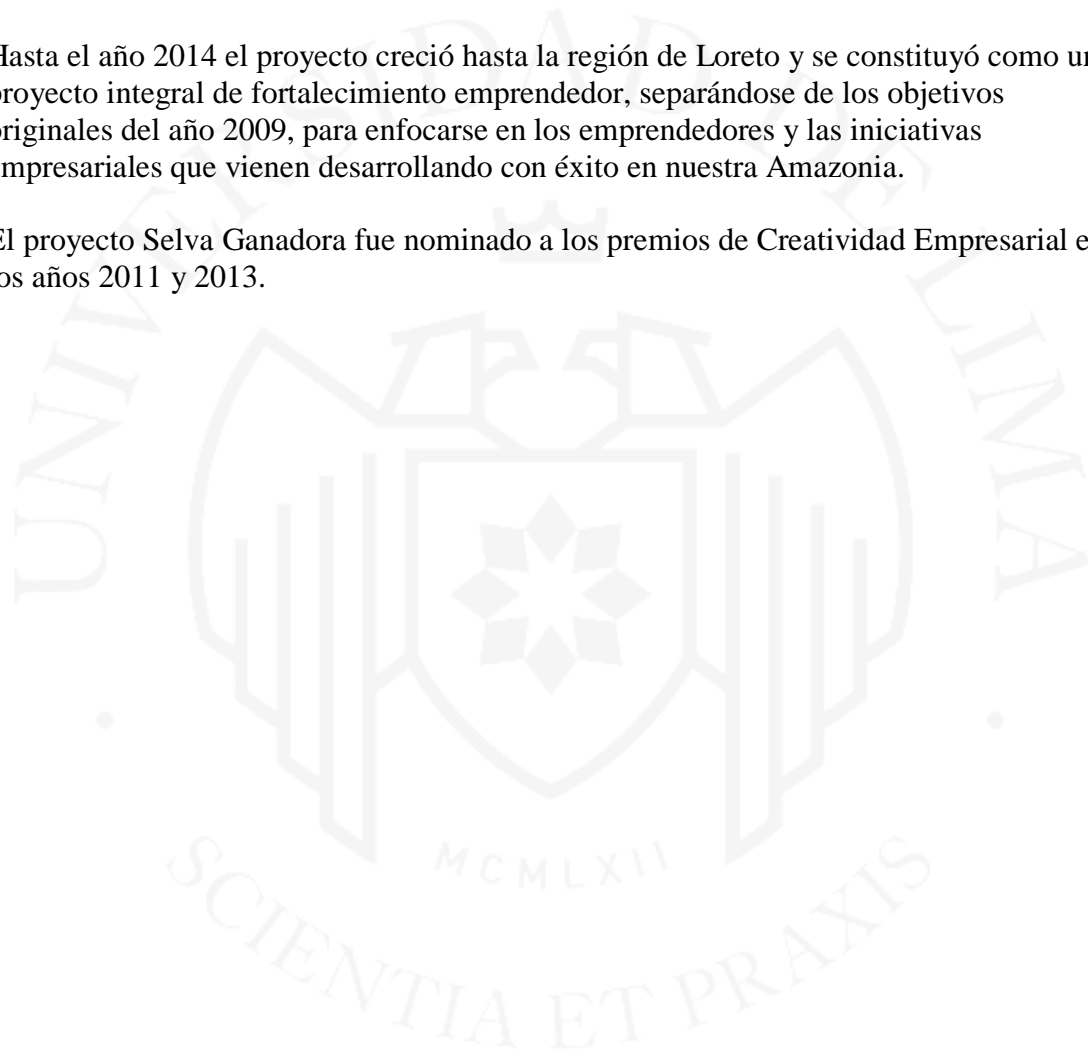 Hasta el año 2014 el proyecto creció hasta la región de Loreto y se constituyó como un
proyecto integral de fortalecimiento emprendedor, separándose de los objetivos
originales del año 2009, para enfocarse en los emprendedores y las iniciativas
empresariales que vienen desarrollando con éxito en nuestra Amazonia.
El proyecto Selva Ganadora fue nominado a los premios de Creatividad Empresarial e
los años 2011 y 2013.
UNIVERSIDAD DE LIMA
MCMLXII
SCIENTIA ET PRAXIS